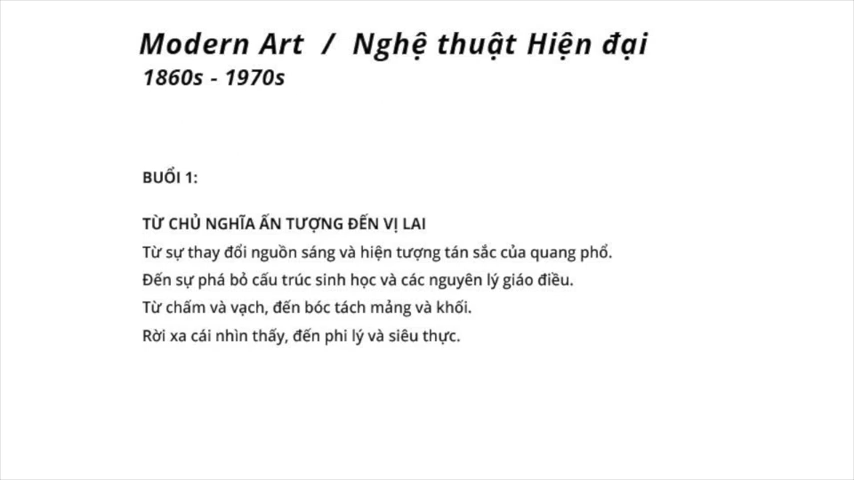 Modern Art / Nghệ thuật Hiện đại
1860s - 1970s
BUỔI 1:
TỪ CHỦ NGHĨA ẤN TƯỢNG ĐẾN VỊ LAI
Từ sự thay đổi nguồn sáng và hiện tượng tán sắc của quang phổ.
Đến sự phá bỏ cấu trúc sinh học và các nguyên lý giáo điều.
Từ chấm và vạch, đến bóc tách mảng và khối.
Rời xa cái nhìn thấy, đến phi lý và siêu thực.